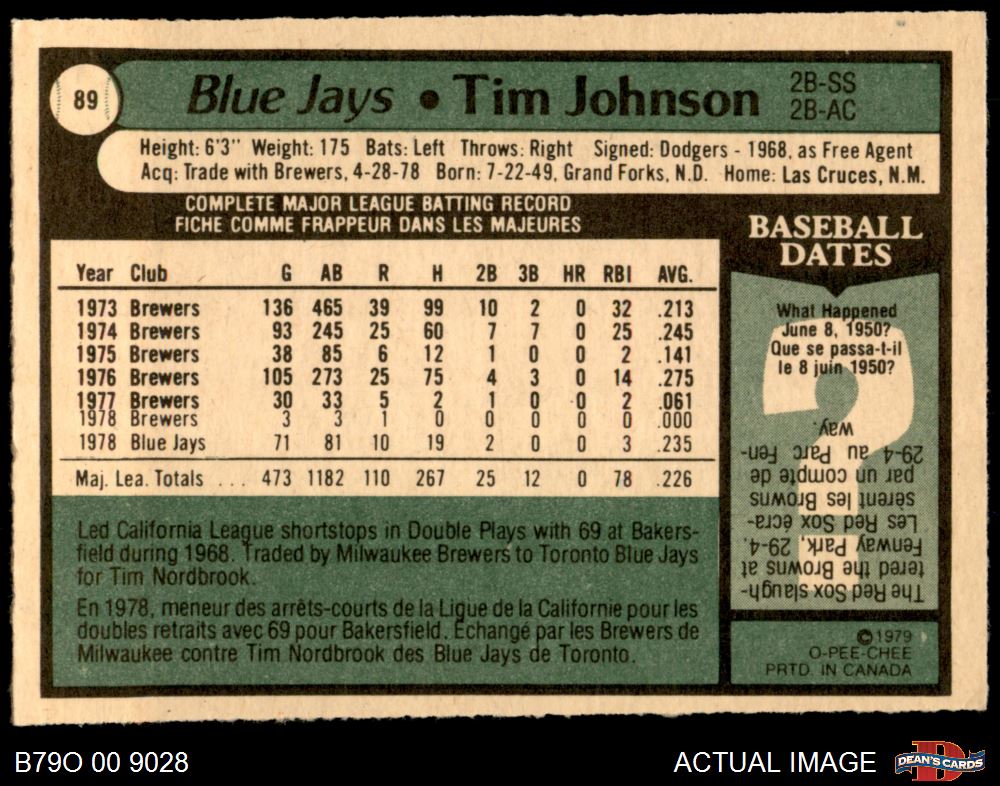 89
Blue Jays • Tim Johnson 2B-SS
2B-AC
Height: 6'3" Weight: 175 Bats: Left Throws: Right Signed: Dodgers - 1968, as Free Agent
Acq: Trade with Brewers, 4-28-78 Born: 7-22-49, Grand Forks, N.D. Home: Las Cruces, N.M.
COMPLETE MAJOR LEAGUE BATTING RECORD
FICHE COMME FRAPPEUR DANS LES MAJEURES
Year Club G AB R H 2B 3B HR RBI AVG.
1973 Brewers 136 465 39 99 10 2 0 32 .213
1974 Brewers 93 245 25 60 7 7 0 25 .245
1975 Brewers 38 85 6 12 1 0 0 2 .141
1976 Brewers 105 273 25 75 4 3 0 14 .275
1977 Brewers 30 33 5 2 1 0 0 2 .061
1978 Brewers 3 3 1 0 0 0 0 0 .000
1978 Blue Jays 71 81 10 19 2 0 0 3 .235
Maj. Lea. Totals ... 473 1182 110 267 25 12 0 78 .226
Led California League shortstops in Double Plays with 69 at Bakers-
field during 1968. Traded by Milwaukee Brewers to Toronto Blue Jays
for Tim Nordbrook.
En 1978, meneur des arrêts-courts de la Ligue de la Californie pour les
doubles retraits avec 69 pour Bakersfield. Échangé par les Brewers de
Milwaukee contre Tim Nordbrook des Blue Jays de Toronto.
BASEBALL
DATES
What Happened
June 8, 1950?
Que se passa-t-il
le 8 juin 1950?
The Red Sox slaugh-
tered the Browns at
Fenway Park, 29-4.
Les Red Sox écra-
sèrent les Browns
par un compte de
29-4 au Parc Fen-
way.
©1979
O-PEE-CHEE
PRTD. IN CANADA
B79O 00 9028
ACTUAL IMAGE
DEAN'S CARDS